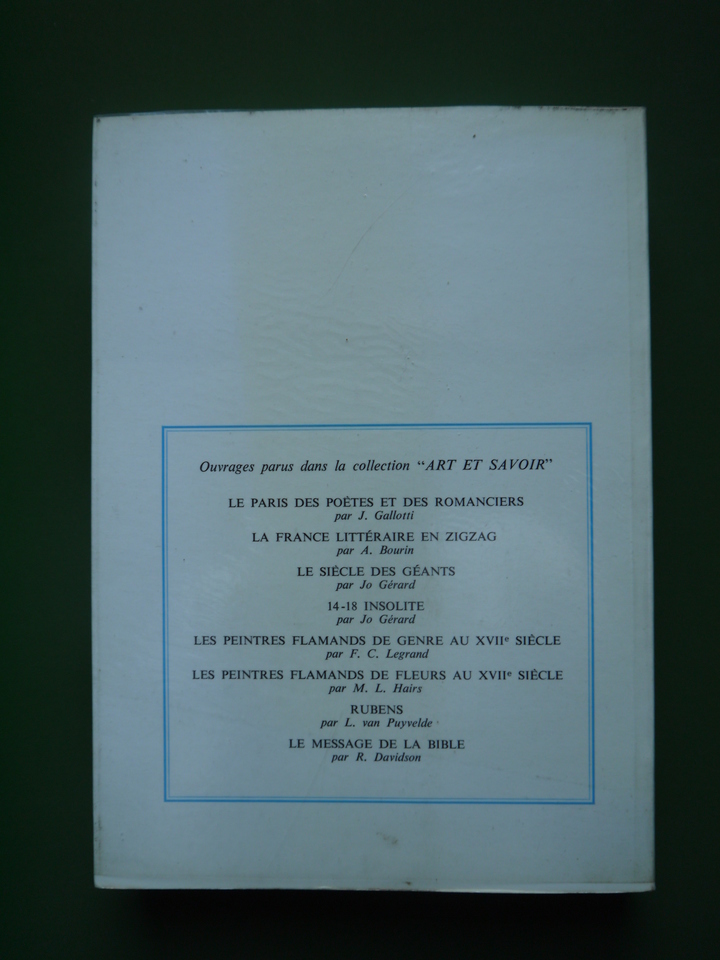 Ouvrages parus dans la collection "ART ET SAVOIR"
LE PARIS DES POÈTES ET DES ROMANCIERS
par J. Gallotti
LA FRANCE LITTÉRAIRE EN ZIGZAG
par A. Bourin
LE SIÈCLE DES GÉANTS
par Jo Gérard
14-18 INSOLITE
par Jo Gérard
LES PEINTRES FLAMANDS DE GENRE AU XVIIᵉ SIÈCLE
par F. C. Legrand
LES PEINTRES FLAMANDS DE FLEURS AU XVIIᵉ SIÈCLE
par M. L. Hairs
RUBENS
par L. van Puyvelde
LE MESSAGE DE LA BIBLE
par R. Davidson